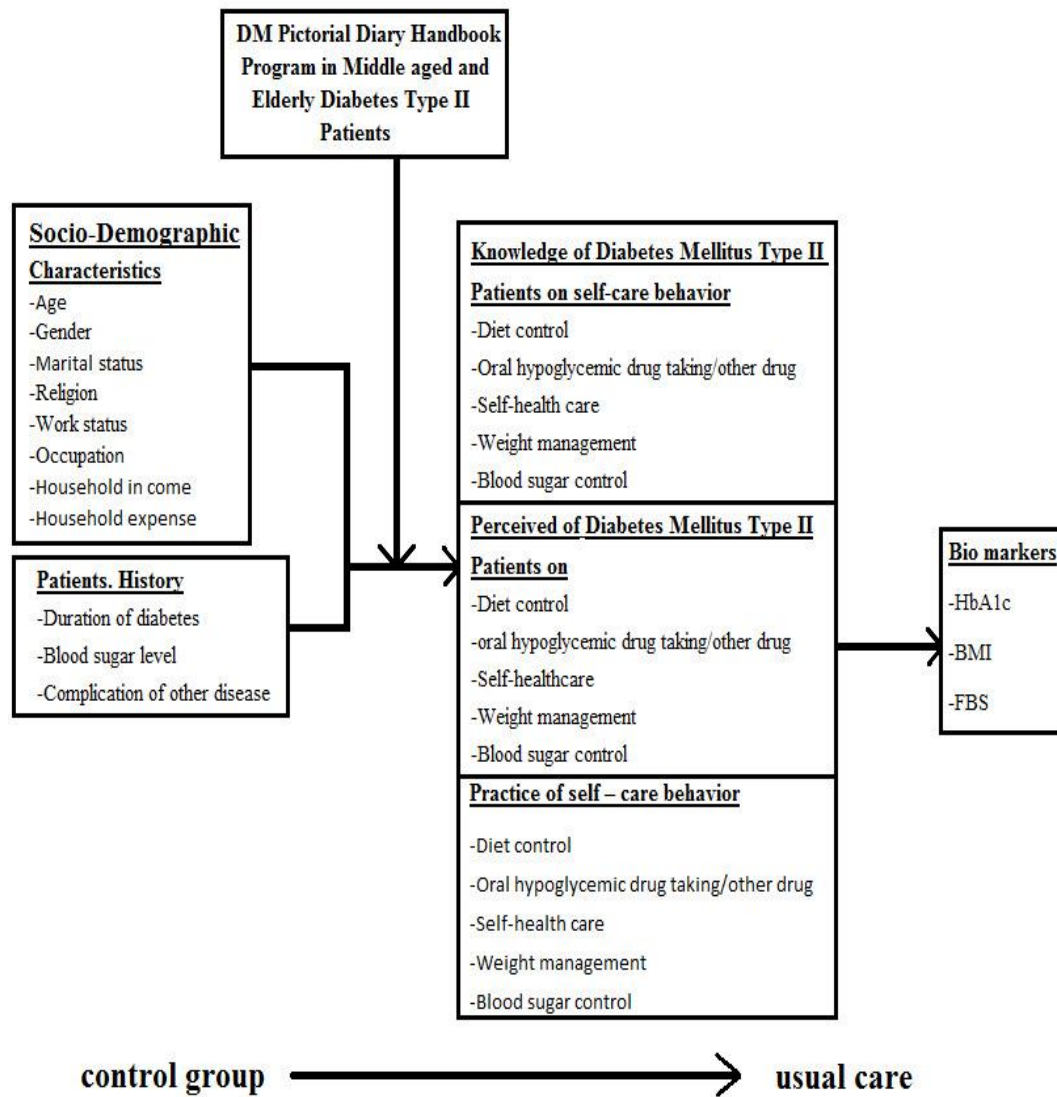 DM Pictorial Diary Handbook
Program in Middle aged and
Elderly Diabetes Type II
Patients
Socio-Demographic
Characteristics
-Age
-Gender
-Marital status
-Religion
-Work status
-Occupation
-Household in come
-Household expense
Patients. History
-Duration of diabetes
-Blood sugar level
-Complication of other disease
Knowledge of Diabetes Mellitus Type II
Patients on self-care behavior
-Diet control
-Oral hypoglycemic drug taking/other drug
-Self-health care
-Weight management
-Blood sugar control
Perceived of Diabetes Mellitus Type II
Patients on
-Diet control
-oral hypoglycemic drug taking/other drug
-Self-healthcare
-Weight management
-Blood sugar control
Practice of self – care behavior
-Diet control
-Oral hypoglycemic drug taking/other drug
-Self-health care
-Weight management
-Blood sugar control
Bio markers
-HbA1c
-BMI
-FBS
control group
usual care